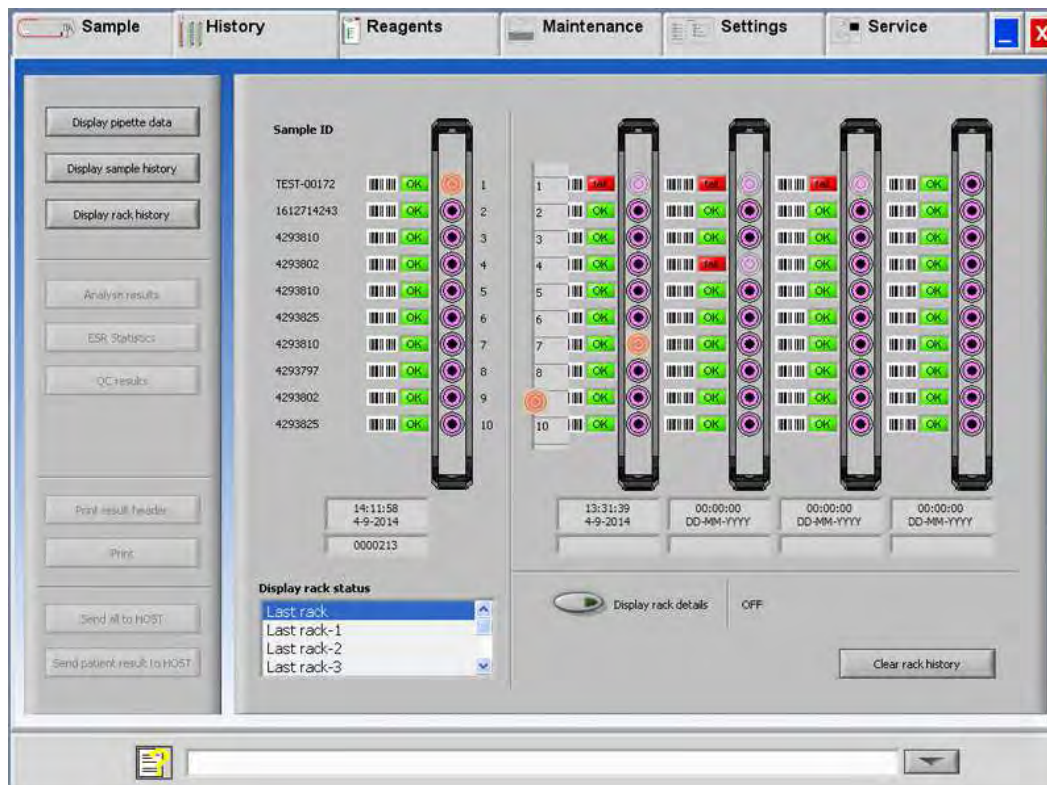 Sample History Reagents Maintenance Settings Service
E
_ X
Display pipette data
Display sample history
Display rack history
Analyse results
ESR Statistics
QC results
Print result header
Print
Send all to HOST
Send patient result to HOST
Sample ID
TEST-00172 OK 1
1612714243 OK 2
4293810 OK 3
4293802 OK 4
4293810 OK 5
4293825 OK 6
4293810 OK 7
4293797 OK 8
4293802 OK 9
4293825 OK 10
14:11:58
4-9-2014
0000213
1 fail fail fail OK
2 OK OK OK OK
3 OK OK OK OK
4 OK fail OK OK
5 OK OK OK OK
6 OK OK OK OK
7 OK OK OK OK
8 OK OK OK OK
OK OK OK OK
10 OK OK OK OK
13:31:39 00:00:00 00:00:00 00:00:00
4-9-2014 DD-MM-YYYY DD-MM-YYYY DD-MM-YYYY
Display rack status
Last rack
Last rack-1
Last rack-2
Last rack-3
Display rack details OFF
Clear rack history